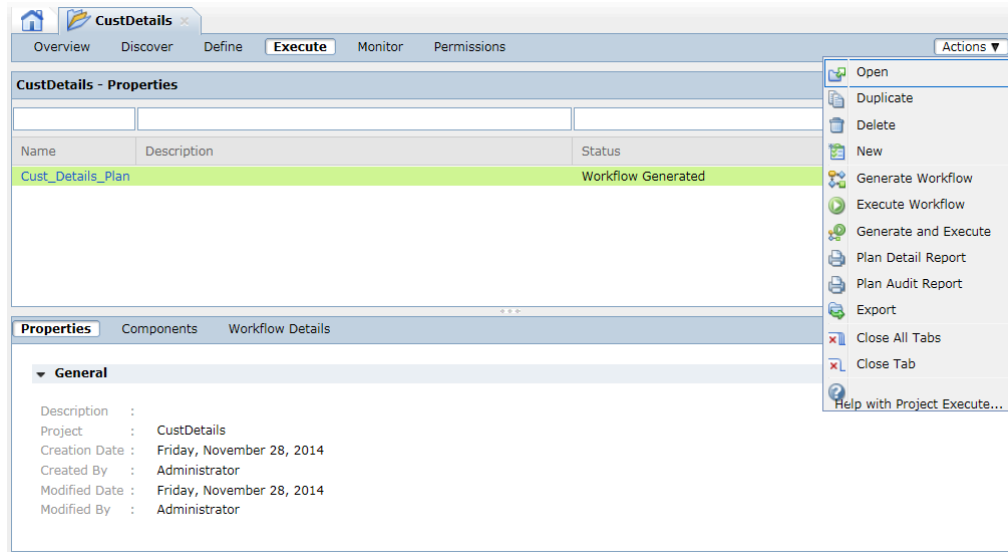 CustDetails
Overview Discover Define Execute Monitor Permissions Actions ▼
CustDetails - Properties
Name Description Status
Cust_Details_Plan Workflow Generated
Open
Duplicate
Delete
New
Generate Workflow
Execute Workflow
Generate and Execute
Plan Detail Report
Plan Audit Report
Export
Close All Tabs
Close Tab
Help with Project Execute...
Properties Components Workflow Details
General
Description :
Project : CustDetails
Creation Date : Friday, November 28, 2014
Created By : Administrator
Modified Date : Friday, November 28, 2014
Modified By : Administrator